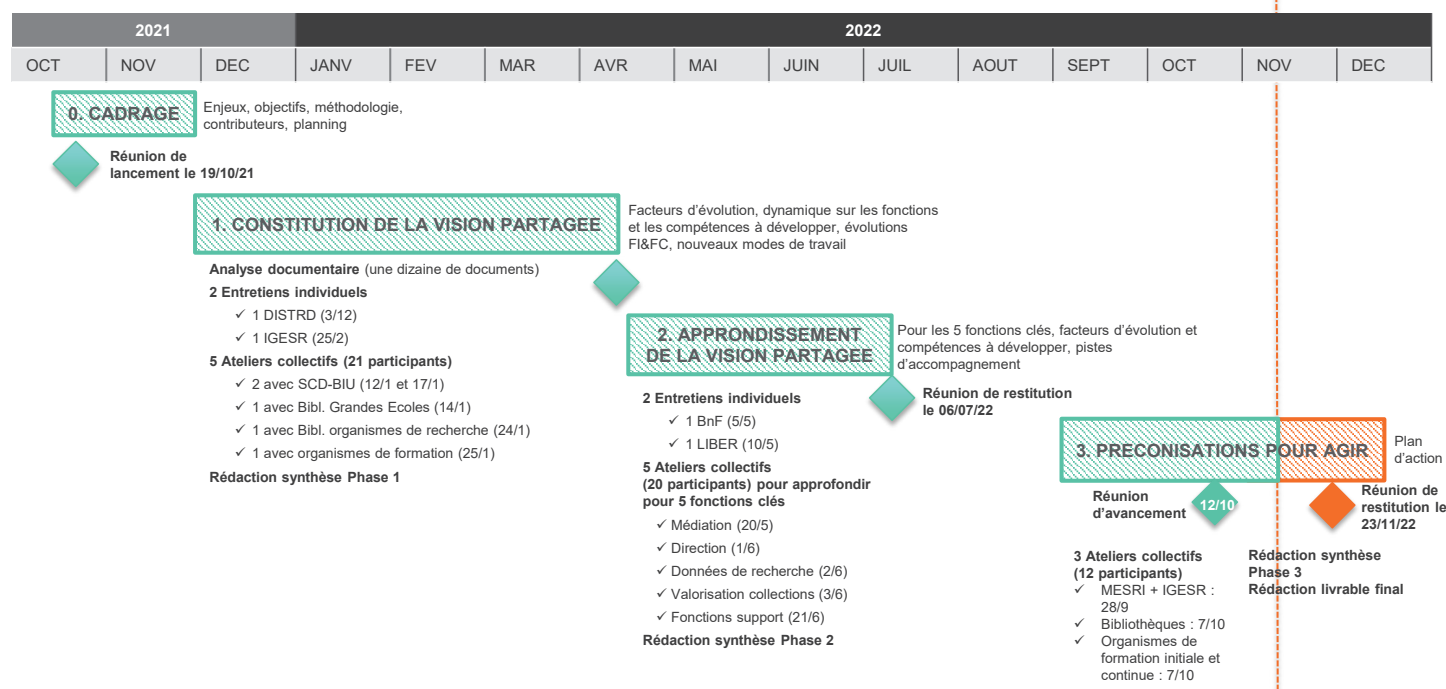 2021
2022
OCT
NOV
DEC
JANV
FEV
MAR
AVR
MAI
JUIN
JUIL
AOUT
SEPT
OCT
NOV
DEC
0. CADRAGE
Enjeux, objectifs, méthodologie,
contributeurs, planning
Réunion de
lancement le 19/10/21
1. CONSTITUTION DE LA VISION PARTAGEE
Facteurs d’évolution, dynamique sur les fonctions
et les compétences à développer, évolutions
FI&FC, nouveaux modes de travail
Analyse documentaire (une dizaine de documents)
2 Entretiens individuels
✓ 1 DISTRD (3/12)
✓ 1 IGESR (25/2)
5 Ateliers collectifs (21 participants)
✓ 2 avec SCD-BIU (12/1 et 17/1)
✓ 1 avec Bibl. Grandes Ecoles (14/1)
✓ 1 avec Bibl. organismes de recherche (24/1)
✓ 1 avec organismes de formation (25/1)
Rédaction synthèse Phase 1
2. APPRONDISSEMENT
DE LA VISION PARTAGEE
Pour les 5 fonctions clés, facteurs d’évolution et
compétences à développer, pistes
d’accompagnement
Réunion de restitution
le 06/07/22
2 Entretiens individuels
✓ 1 BnF (5/5)
✓ 1 LIBER (10/5)
5 Ateliers collectifs
(20 participants) pour approfondir
pour 5 fonctions clés
✓ Médiation (20/5)
✓ Direction (1/6)
✓ Données de recherche (2/6)
✓ Valorisation collections (3/6)
✓ Fonctions support (21/6)
Rédaction synthèse Phase 2
3. PRECONISATIONS POUR AGIR
Plan
d’action
Réunion
d’avancement
12/10
Réunion de
restitution le
23/11/22
3 Ateliers collectifs
(12 participants)
✓ MESRI + IGESR :
28/9
✓ Bibliothèques : 7/10
✓ Organismes de
formation initiale et
continue : 7/10
Rédaction synthèse
Phase 3
Rédaction livrable final